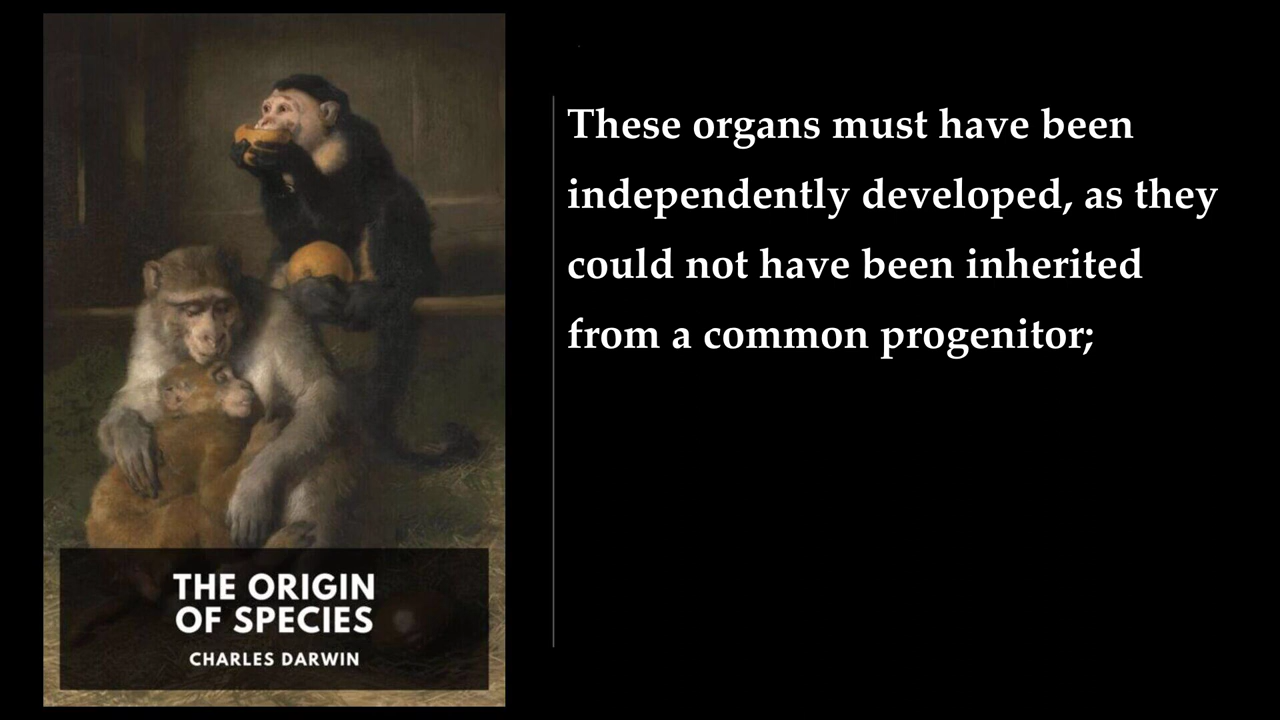 THE ORIGIN
OF SPECIES
CHARLES DARWIN
These organs must have been
independently developed, as they
could not have been inherited
from a common progenitor;